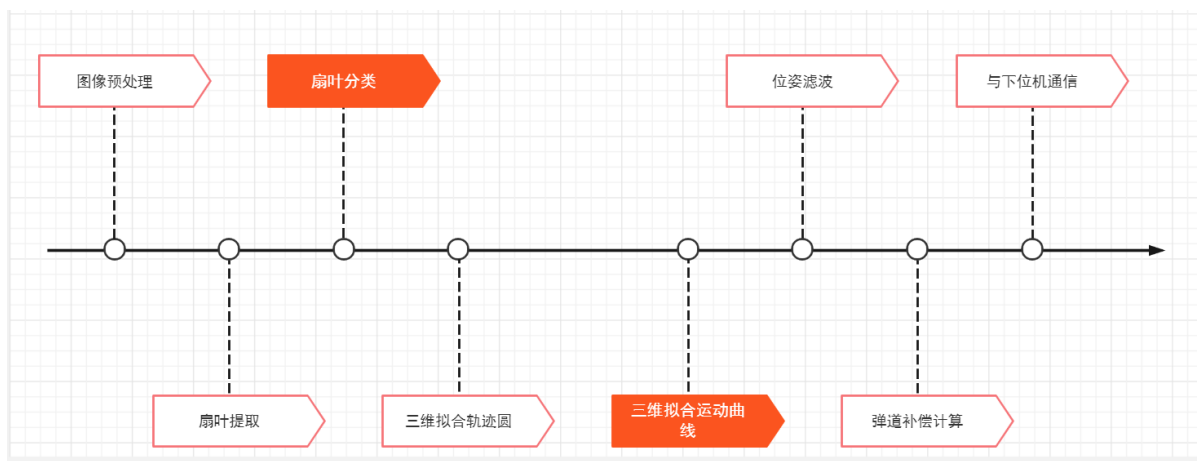 图像预处理
扇叶分类
位姿滤波
与下位机通信
扇叶提取
三维拟合轨迹圆
三维拟合运动曲
线
弹道补偿计算